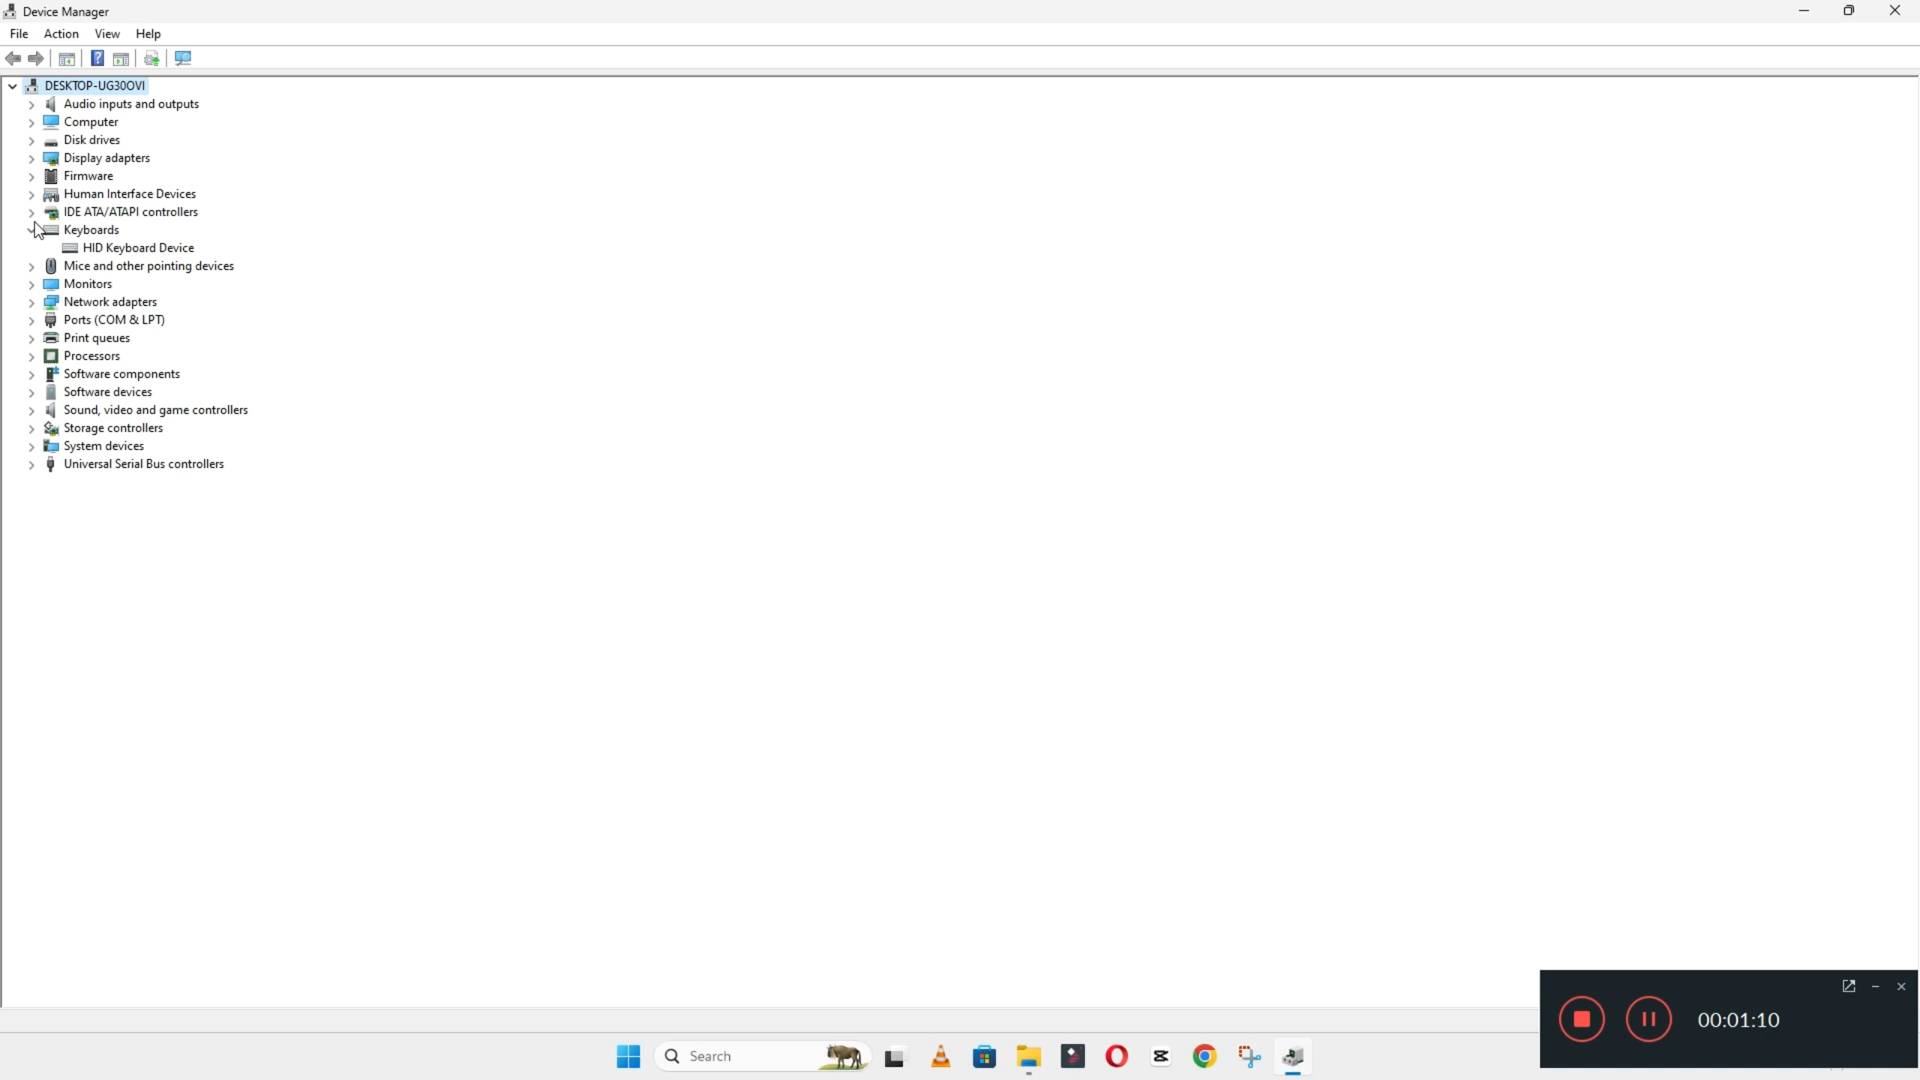 Device Manager
File Action View Help
DESKTOP-UG30OVI
Audio inputs and outputs
Computer
Disk drives
Display adapters
Firmware
Human Interface Devices
IDE ATA/ATAPI controllers
Keyboards
HID Keyboard Device
Mice and other pointing devices
Monitors
Network adapters
Ports (COM & LPT)
Print queues
Processors
Software components
Software devices
Sound, video and game controllers
Storage controllers
System devices
Universal Serial Bus controllers
00:01:10
Search